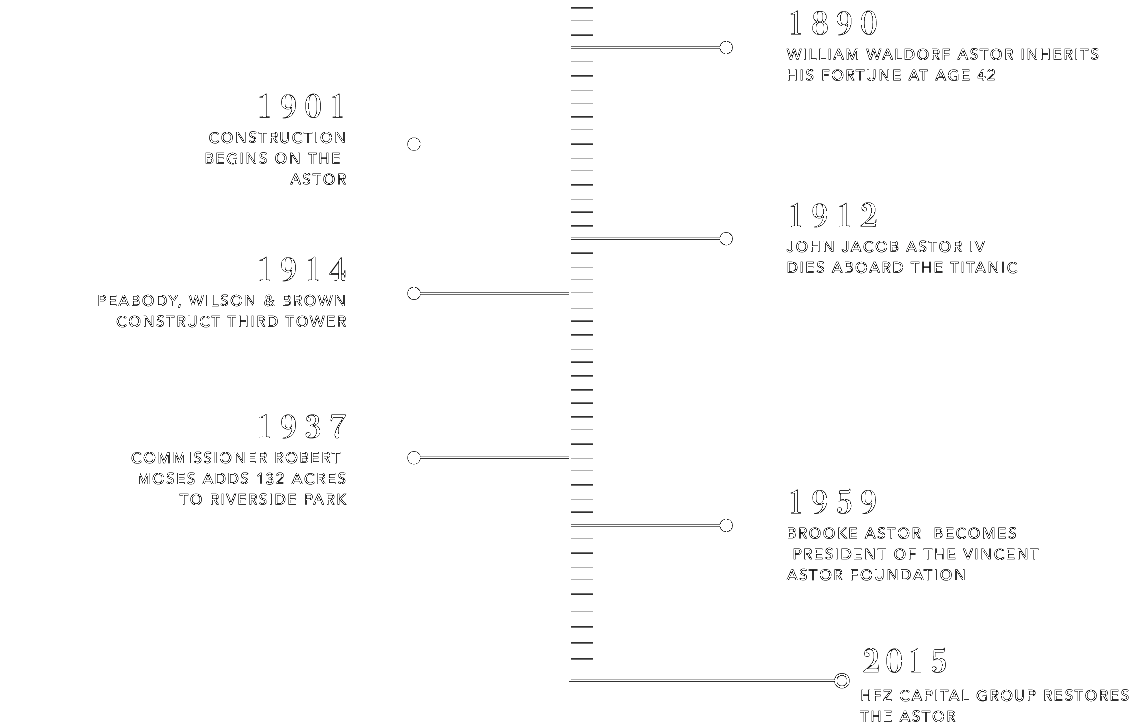 1890
WILLIAM WALDORF ASTOR INHERITS
HIS FORTUNE AT AGE 42
1901
CONSTRUCTION
BEGINS ON THE
ASTOR
1912
JOHN JACOB ASTOR IV
DIES ABOARD THE TITANIC
1914
PEABODY, WILSON & BROWN
CONSTRUCT THIRD TOWER
1937
COMMISSIONER ROBERT
MOSES ADDS 132 ACRES
TO RIVERSIDE PARK
1959
BROOKE ASTOR BECOMES
PRESIDENT OF THE VINCENT
ASTOR FOUNDATION
2015
HFZ CAPITAL GROUP RESTORES
THE ASTOR